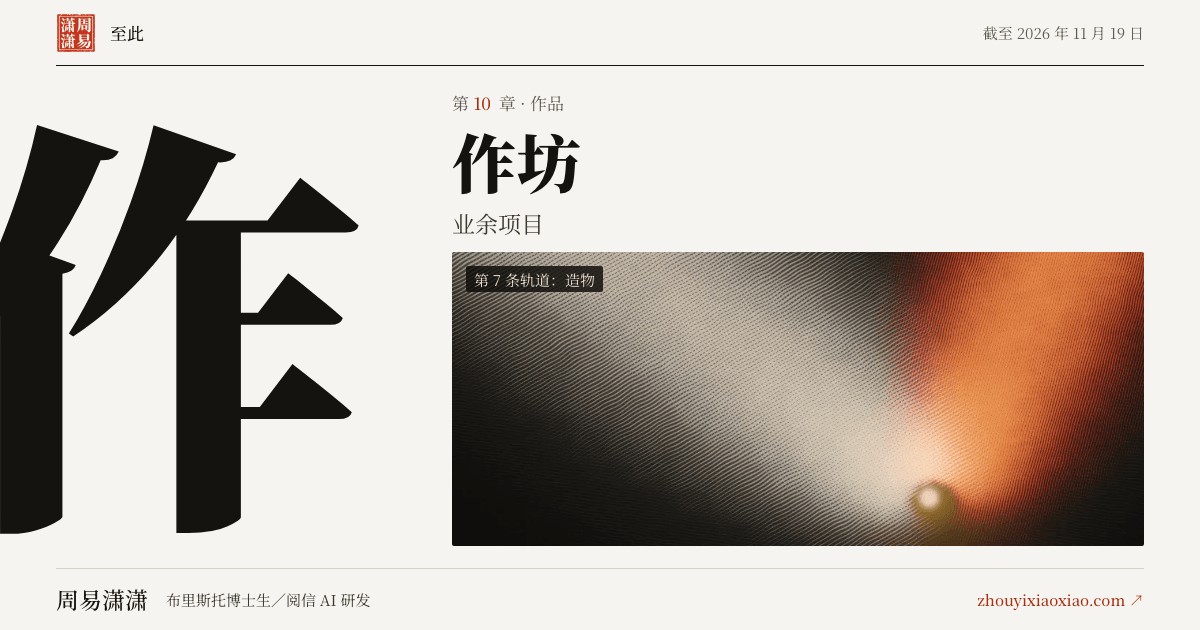 周易潇潇
至此
截至 2026 年 11 月 19 日
作
第 10 章 · 作品
作坊
业余项目
第 7 条轨道：造物
周易潇潇
布里斯托博士生／阅信 AI 研发
zhouyixiaoxiao.com ↗